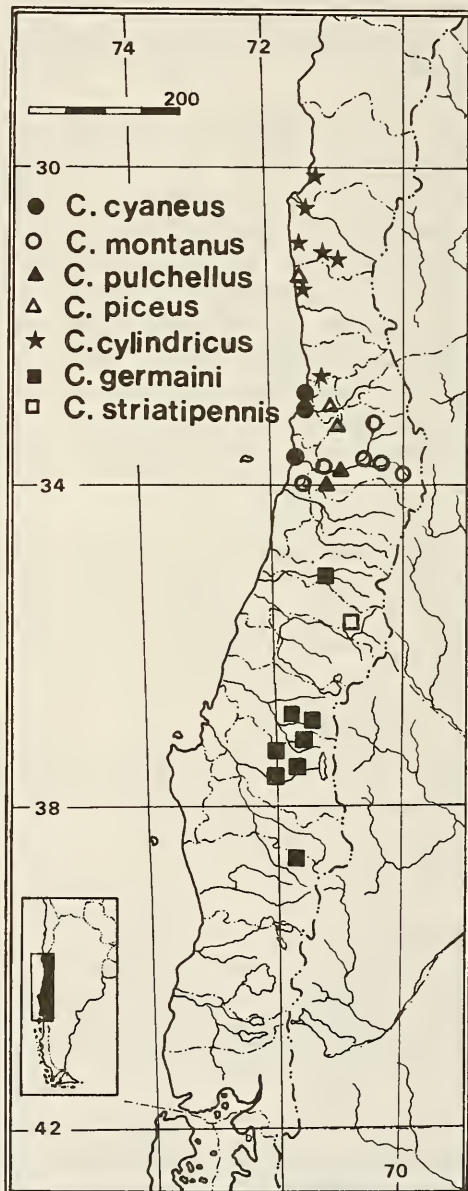 74 72
200
30
C. cyaneus
C. montanus
C. pulchellus
C. piceus
C. cylindricus
C. germaini
C. striatipennis
34
38
42
70